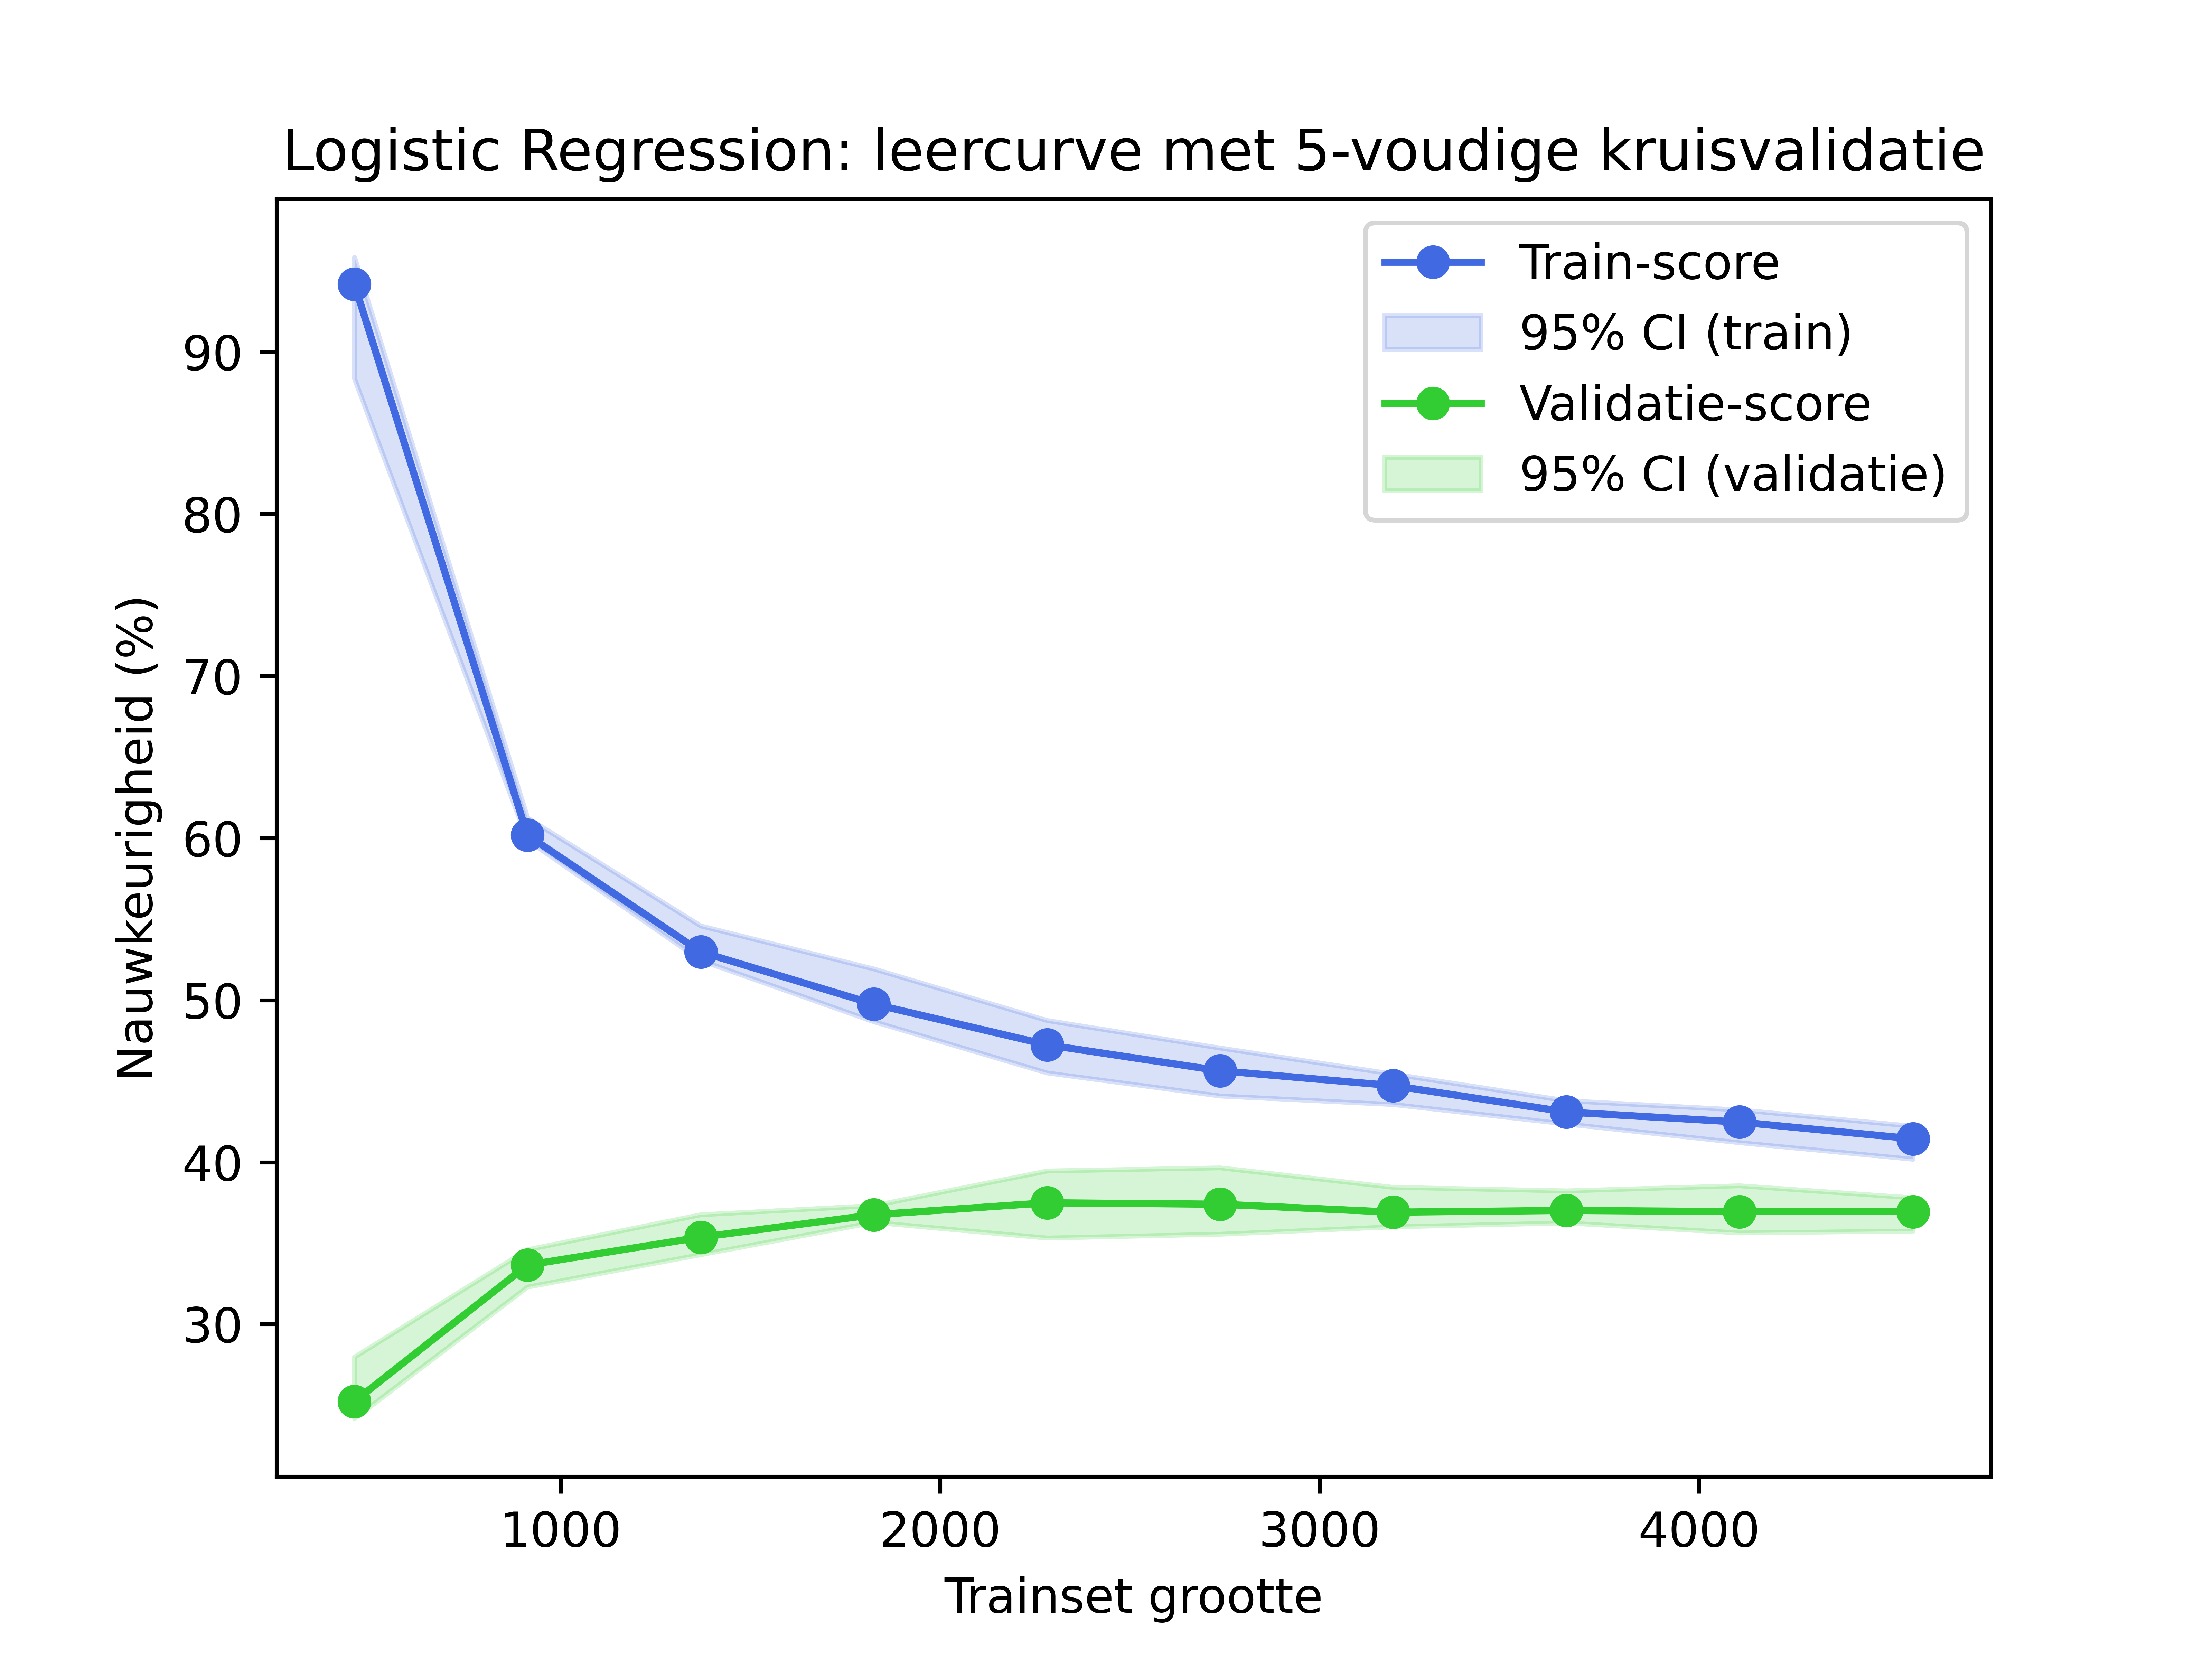 Logistic Regression: leercurve met 5-voudige kruisvalidatie
Train-score
95% CI (train)
Validatie-score
95% CI (validatie)
Nauwkeurigheid (%)
90
80
70
60
50
40
30
1000 2000 3000 4000
Trainset grootte